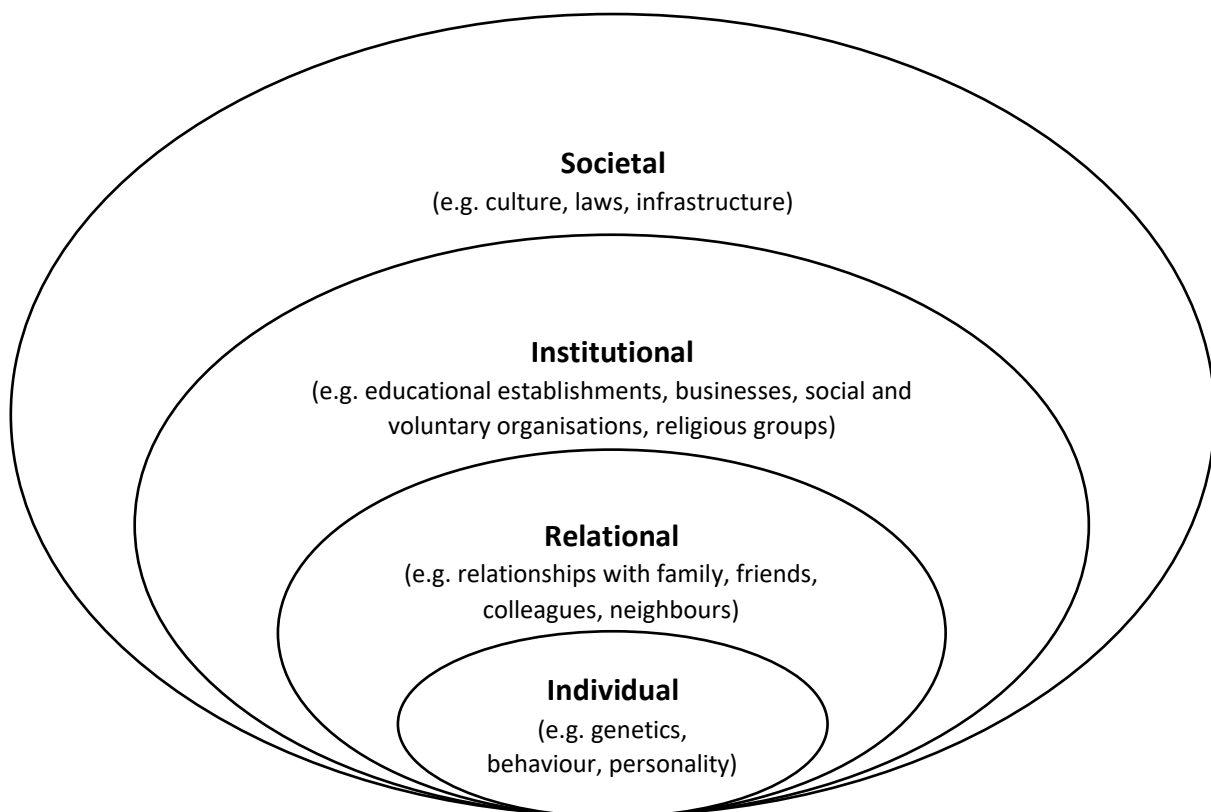 Societal
(e.g. culture, laws, infrastructure)
Institutional
(e.g. educational establishments, businesses, social and
voluntary organisations, religious groups)
Relational
(e.g. relationships with family, friends,
colleagues, neighbours)
Individual
(e.g. genetics,
behaviour, personality)